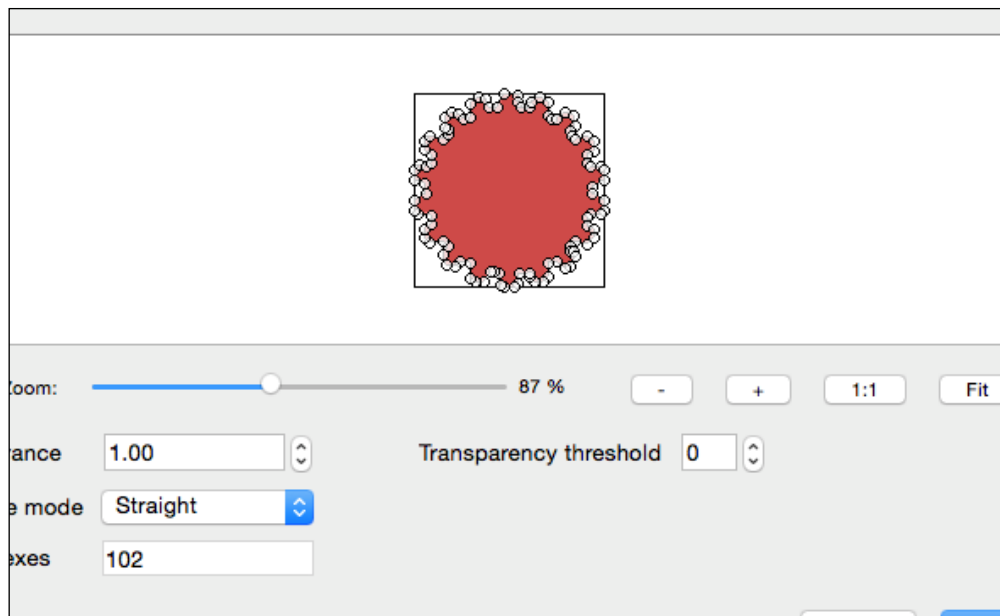 Zoom: 87 % - + 1:1 Fit
rance 1.00 Transparency threshold 0
e mode Straight
exes 102